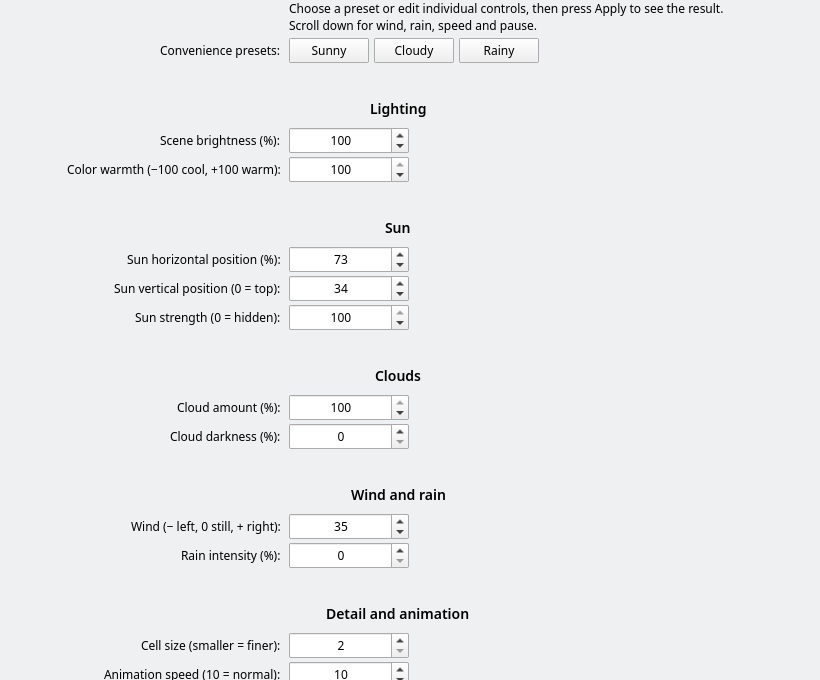 Choose a preset or edit individual controls, then press Apply to see the result.
Scroll down for wind, rain, speed and pause.
Convenience presets: Sunny Cloudy Rainy
Lighting
Scene brightness (%): 100
Color warmth (−100 cool, +100 warm): 100
Sun
Sun horizontal position (%): 73
Sun vertical position (0 = top): 34
Sun strength (0 = hidden): 100
Clouds
Cloud amount (%): 100
Cloud darkness (%): 0
Wind and rain
Wind (− left, 0 still, + right): 35
Rain intensity (%): 0
Detail and animation
Cell size (smaller = finer): 2
Animation speed (10 = normal): 10